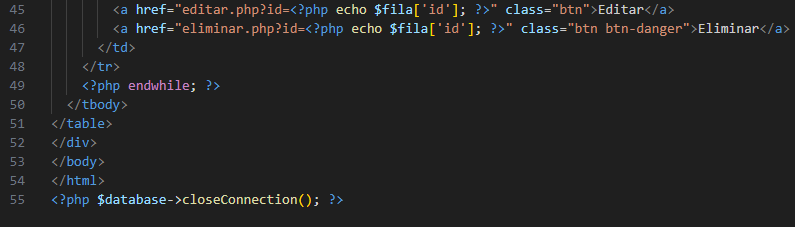 45 <a href="editar.php?id=<?php echo $fila['id']; ?>" class="btn">Editar</a>
46 <a href="eliminar.php?id=<?php echo $fila['id']; ?>" class="btn btn-danger">Eliminar</a>
47 </td>
48 </tr>
49 <?php endwhile; ?>
50 </tbody>
51 </table>
52 </div>
53 </body>
54 </html>
55 <?php $database->closeConnection(); ?>